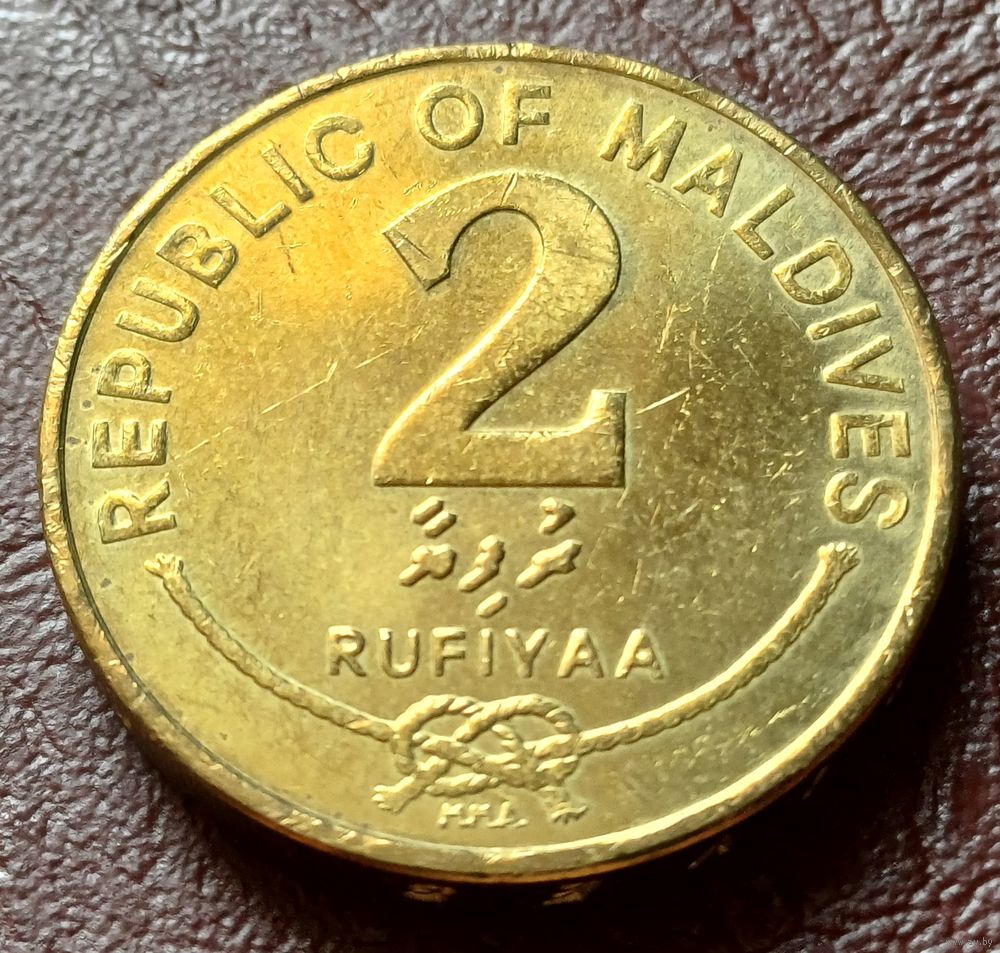 REPUBLIC OF MALDIVES
2
ރުފިޔާ
RUFIYAA